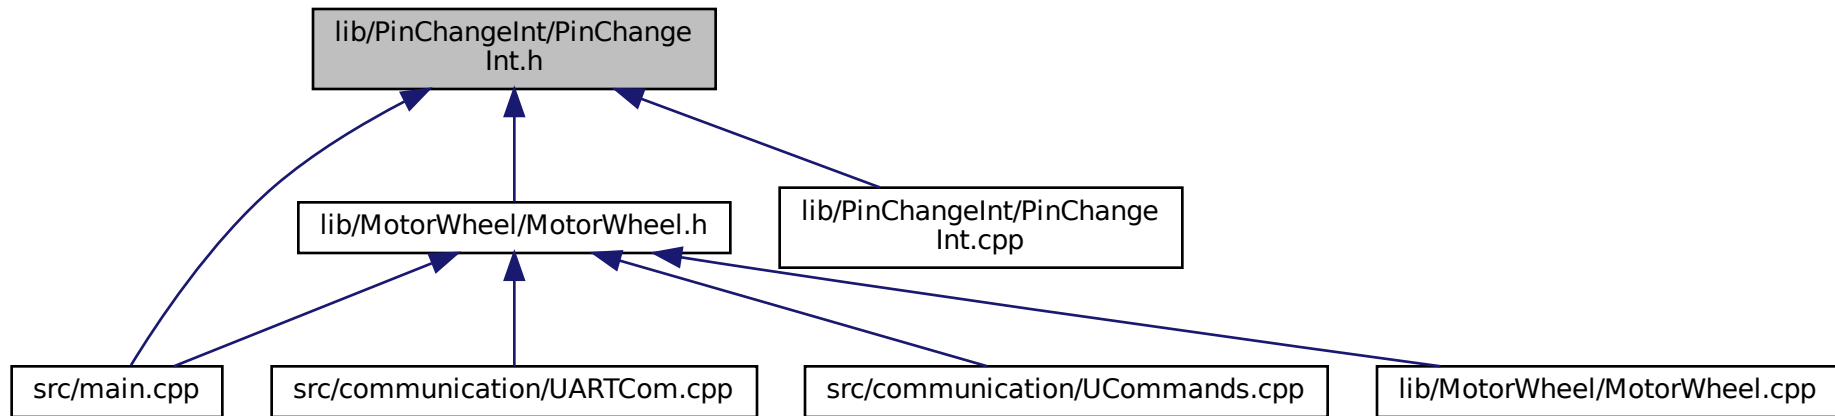 lib/PinChangeInt/PinChange
Int.h
lib/MotorWheel/MotorWheel.h
lib/PinChangeInt/PinChange
Int.cpp
src/main.cpp
src/communication/UARTCom.cpp
src/communication/UCommands.cpp
lib/MotorWheel/MotorWheel.cpp